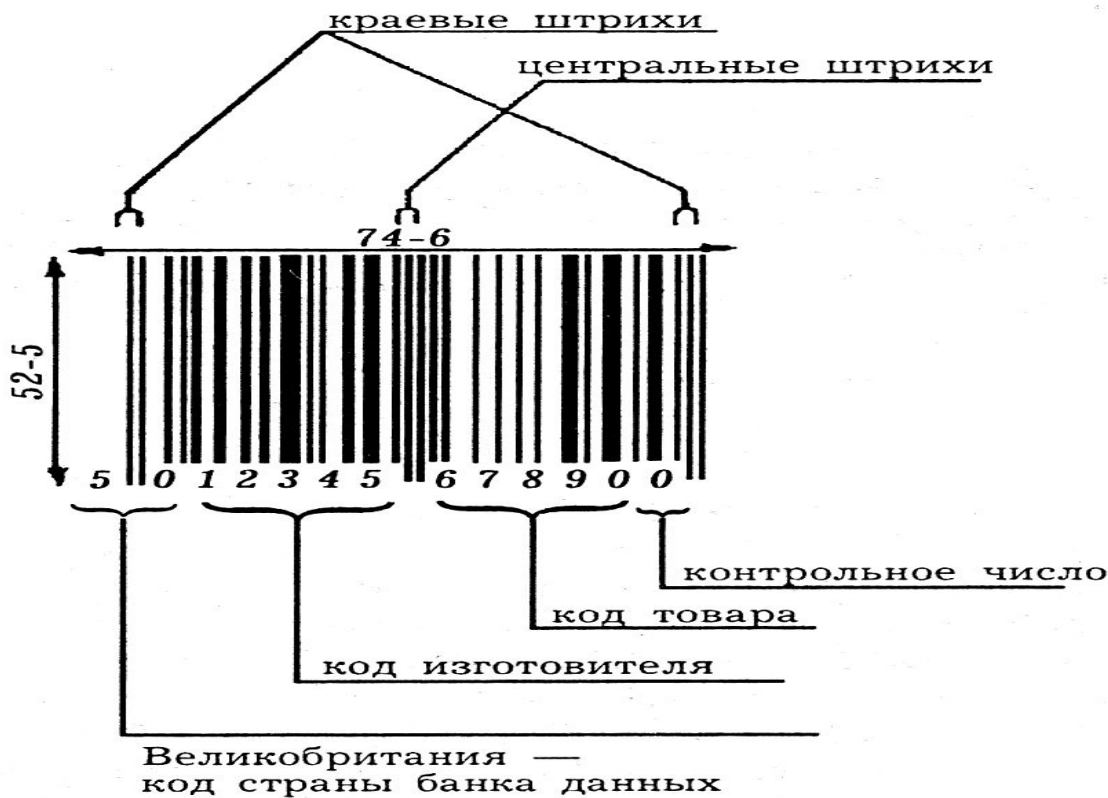 краевые штрихи
центральные штрихи
74-6
52-5
5 0 1 2 3 4 5 6 7 8 9 0 0
контрольное число
код товара
код изготовителя
Великобритания —
код страны банка данных